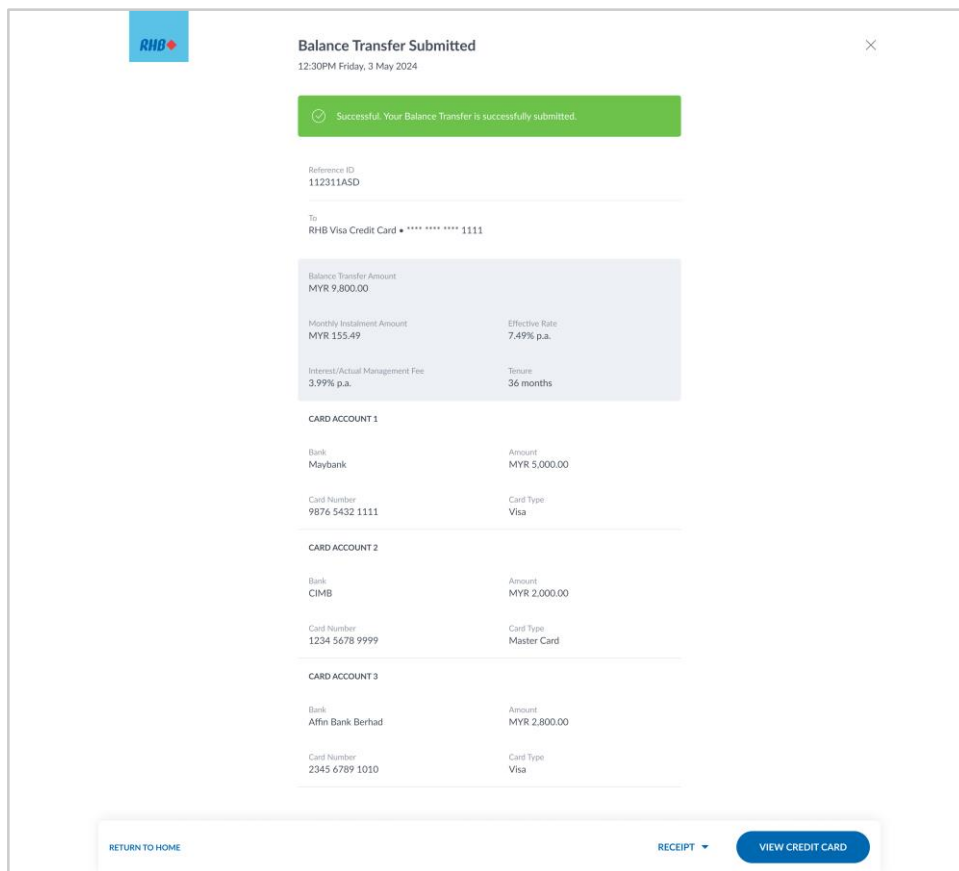 RHB
Balance Transfer Submitted
12:30PM Friday, 3 May 2024
Successful. Your Balance Transfer is successfully submitted.
Reference ID
112311ASD
To
RHB Visa Credit Card • **** **** **** 1111
Balance Transfer Amount
MYR 9,800.00
Monthly Instalment Amount Effective Rate
MYR 155.49 7.49% p.a.
Interest/Actual Management Fee Tenure
3.99% p.a. 36 months
CARD ACCOUNT 1
Bank Amount
Maybank MYR 5,000.00
Card Number Card Type
9876 5432 1111 Visa
CARD ACCOUNT 2
Bank Amount
CIMB MYR 2,000.00
Card Number Card Type
1234 5678 9999 Master Card
CARD ACCOUNT 3
Bank Amount
Affin Bank Berhad MYR 2,800.00
Card Number Card Type
2345 6789 1010 Visa
RETURN TO HOME RECEIPT VIEW CREDIT CARD